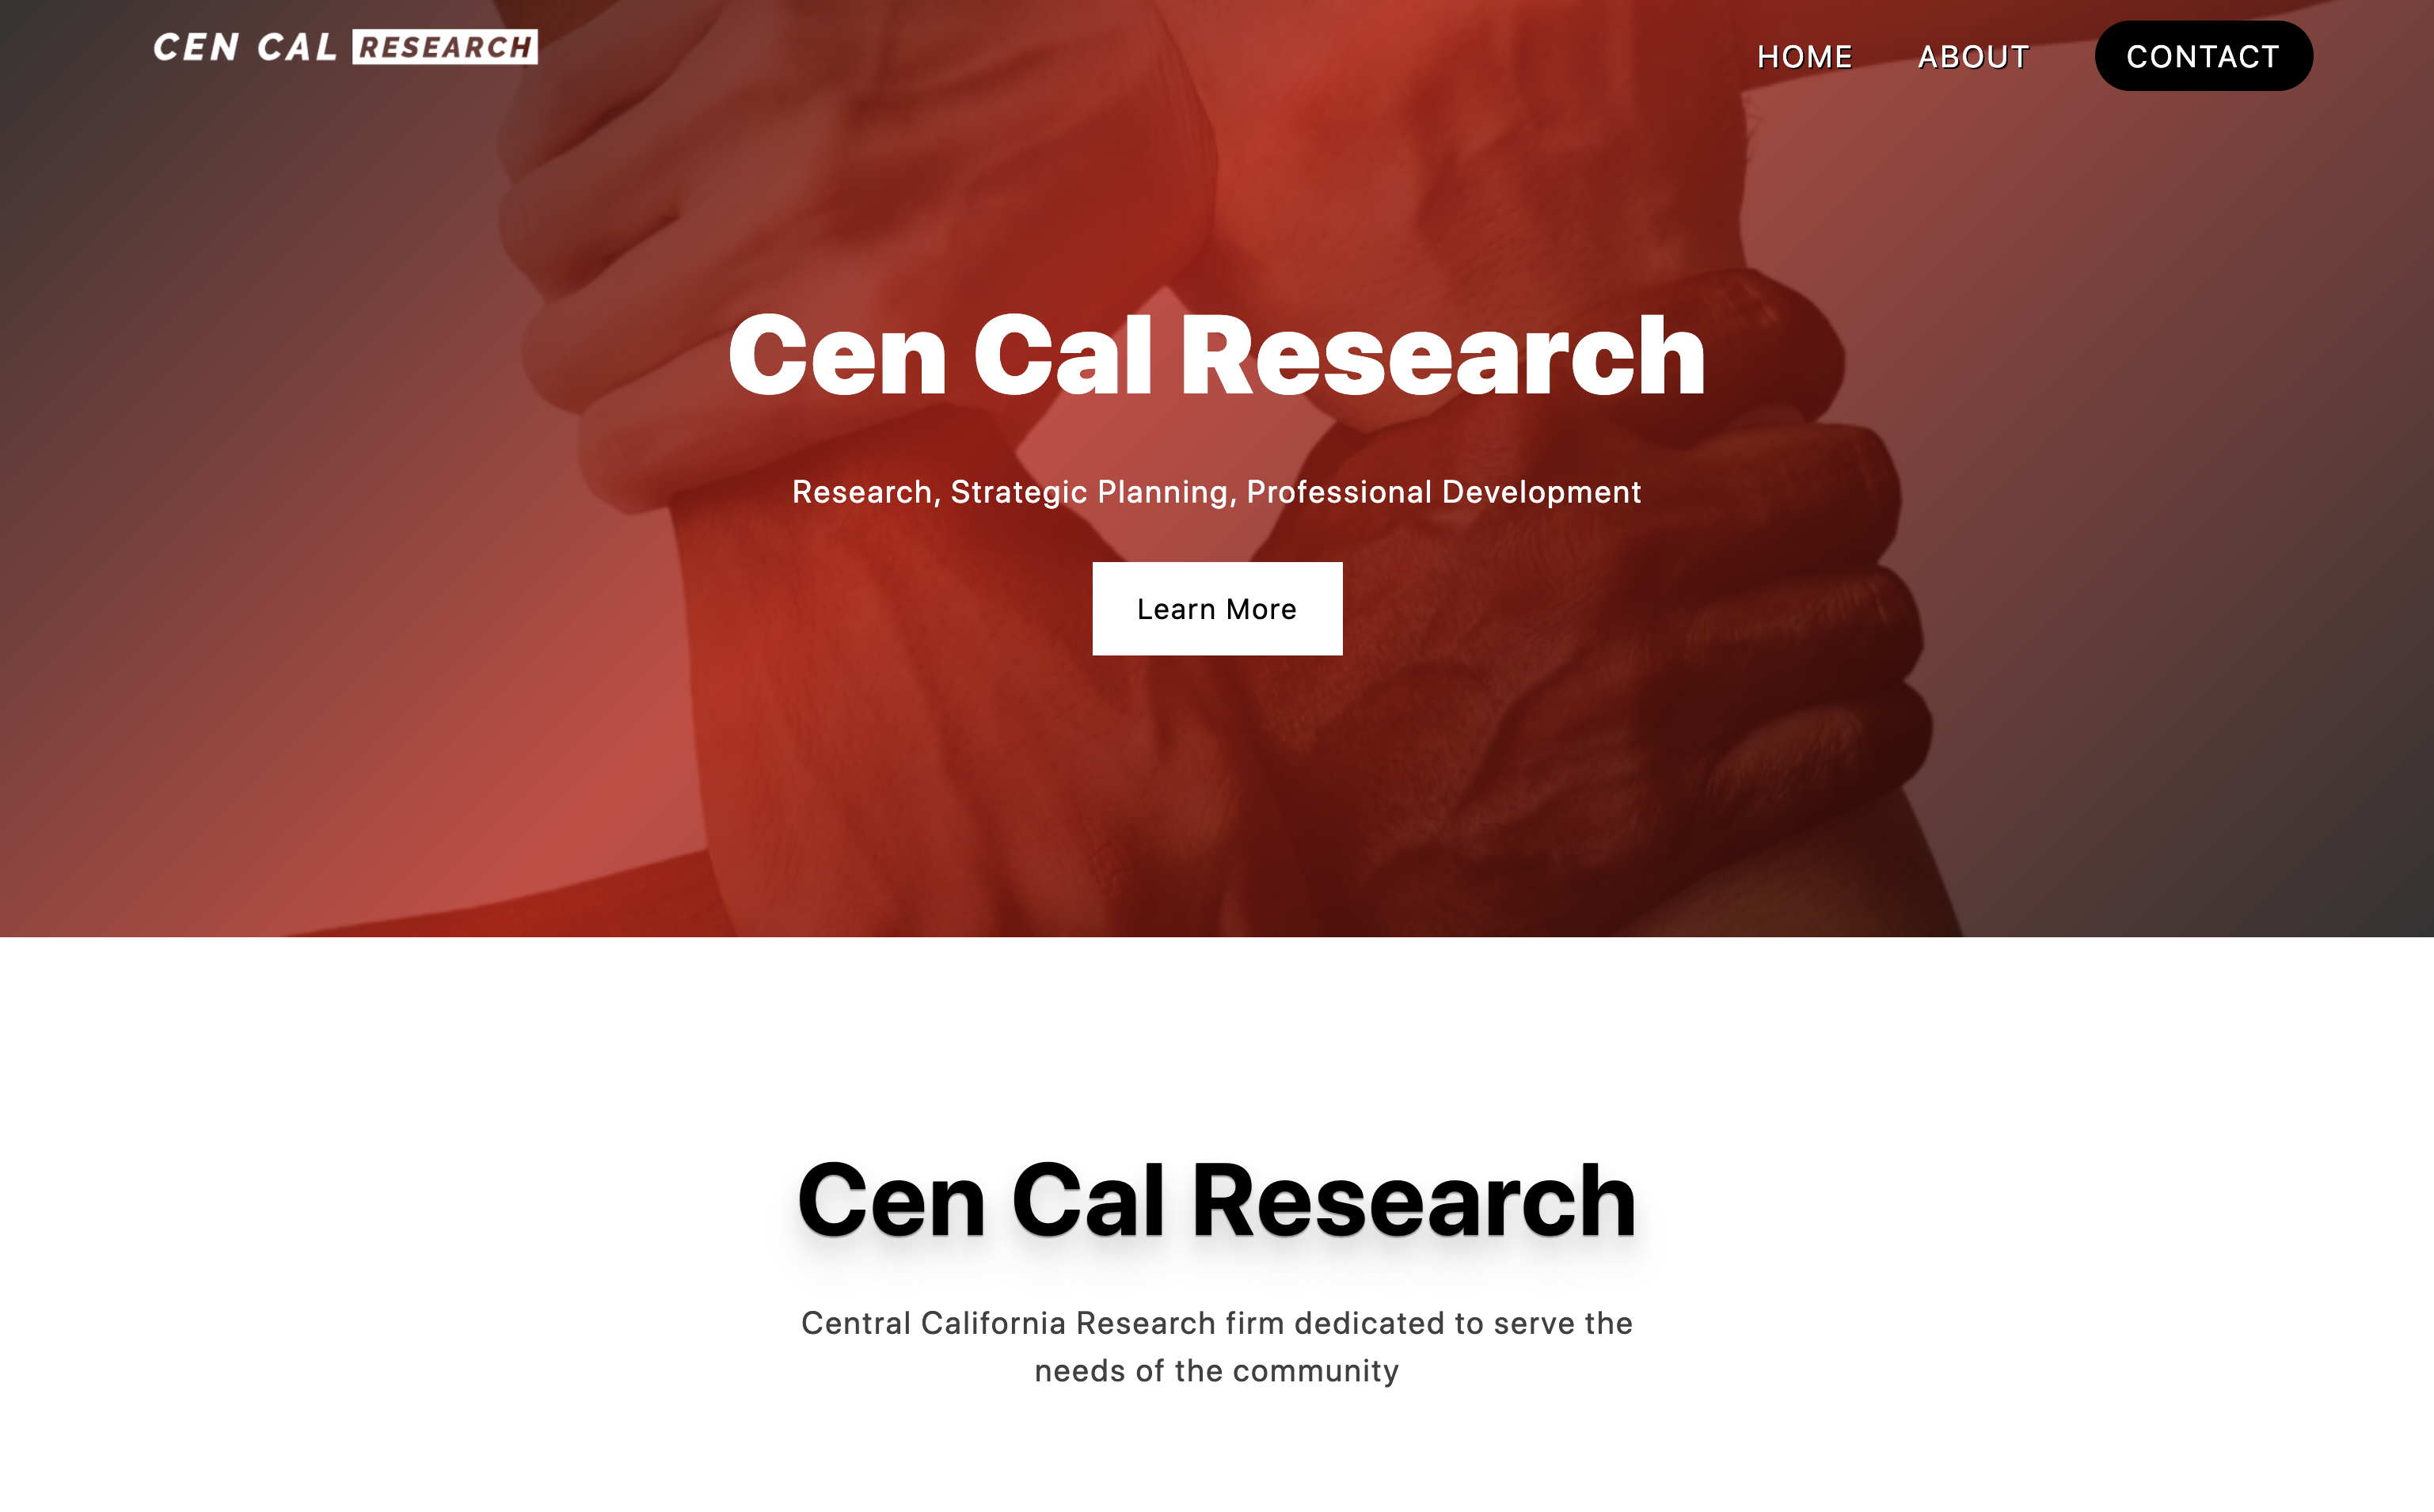 CEN CAL RESEARCH
HOME ABOUT CONTACT
Cen Cal Research
Research, Strategic Planning, Professional Development
Learn More
Cen Cal Research
Central California Research firm dedicated to serve the
needs of the community